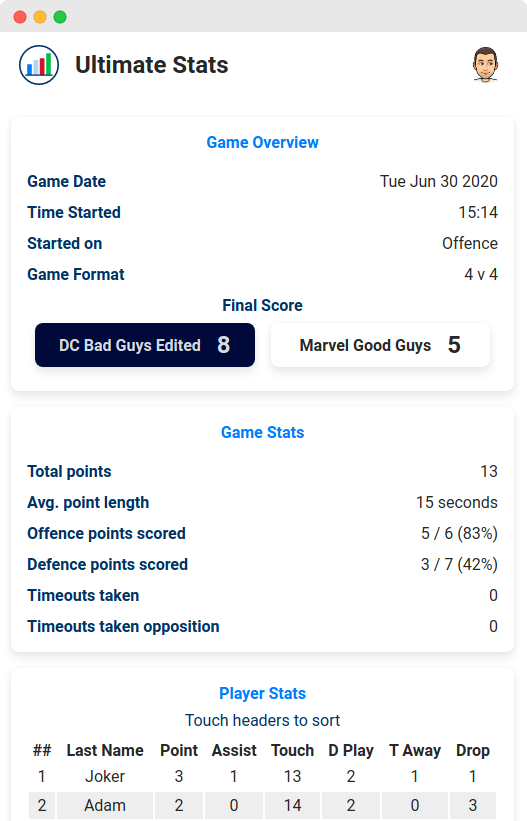 Ultimate Stats
Game Overview
Game Date Tue Jun 30 2020
Time Started 15:14
Started on Offence
Game Format 4 v 4
Final Score
DC Bad Guys Edited 8 Marvel Good Guys 5
Game Stats
Total points 13
Avg. point length 15 seconds
Offence points scored 5 / 6 (83%)
Defence points scored 3 / 7 (42%)
Timeouts taken 0
Timeouts taken opposition 0
Player Stats
Touch headers to sort
## Last Name Point Assist Touch D Play T Away Drop
1 Joker 3 1 13 2 1 1
2 Adam 2 0 14 2 0 3